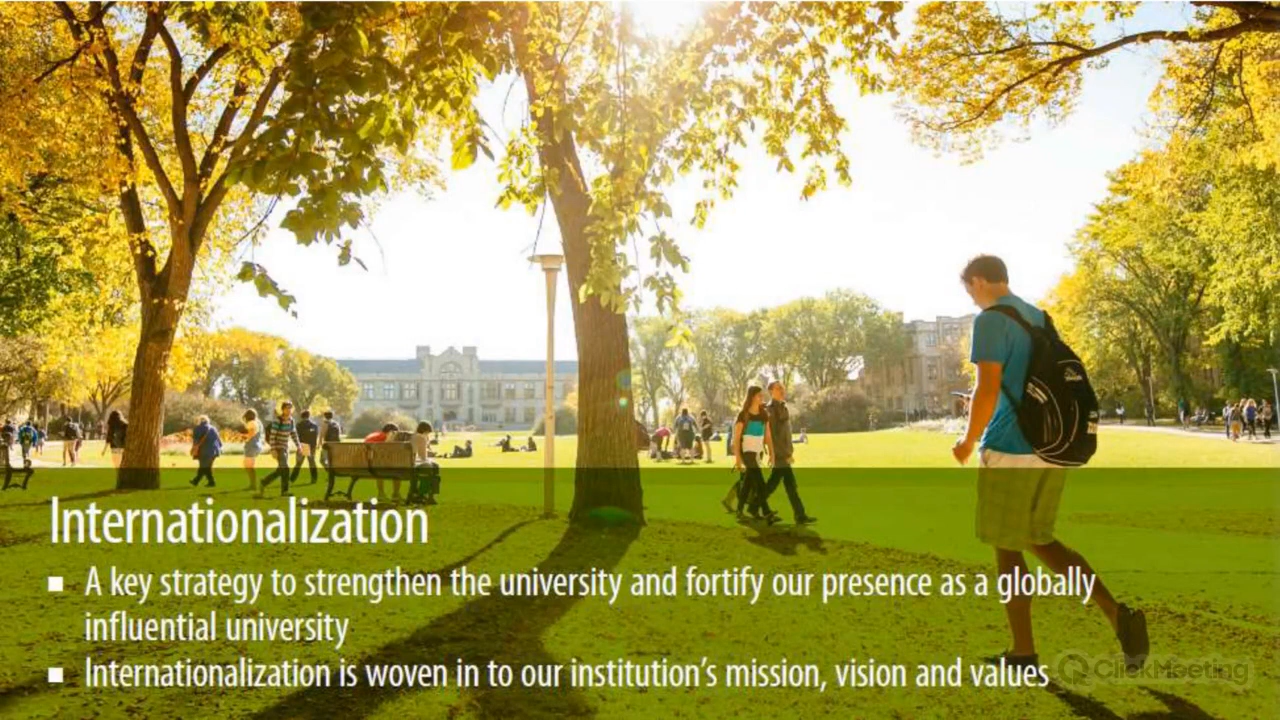 Internationalization
▪ A key strategy to strengthen the university and fortify our presence as a globally
influential university
▪ Internationalization is woven in to our institution's mission, vision and values
ClickMeeting